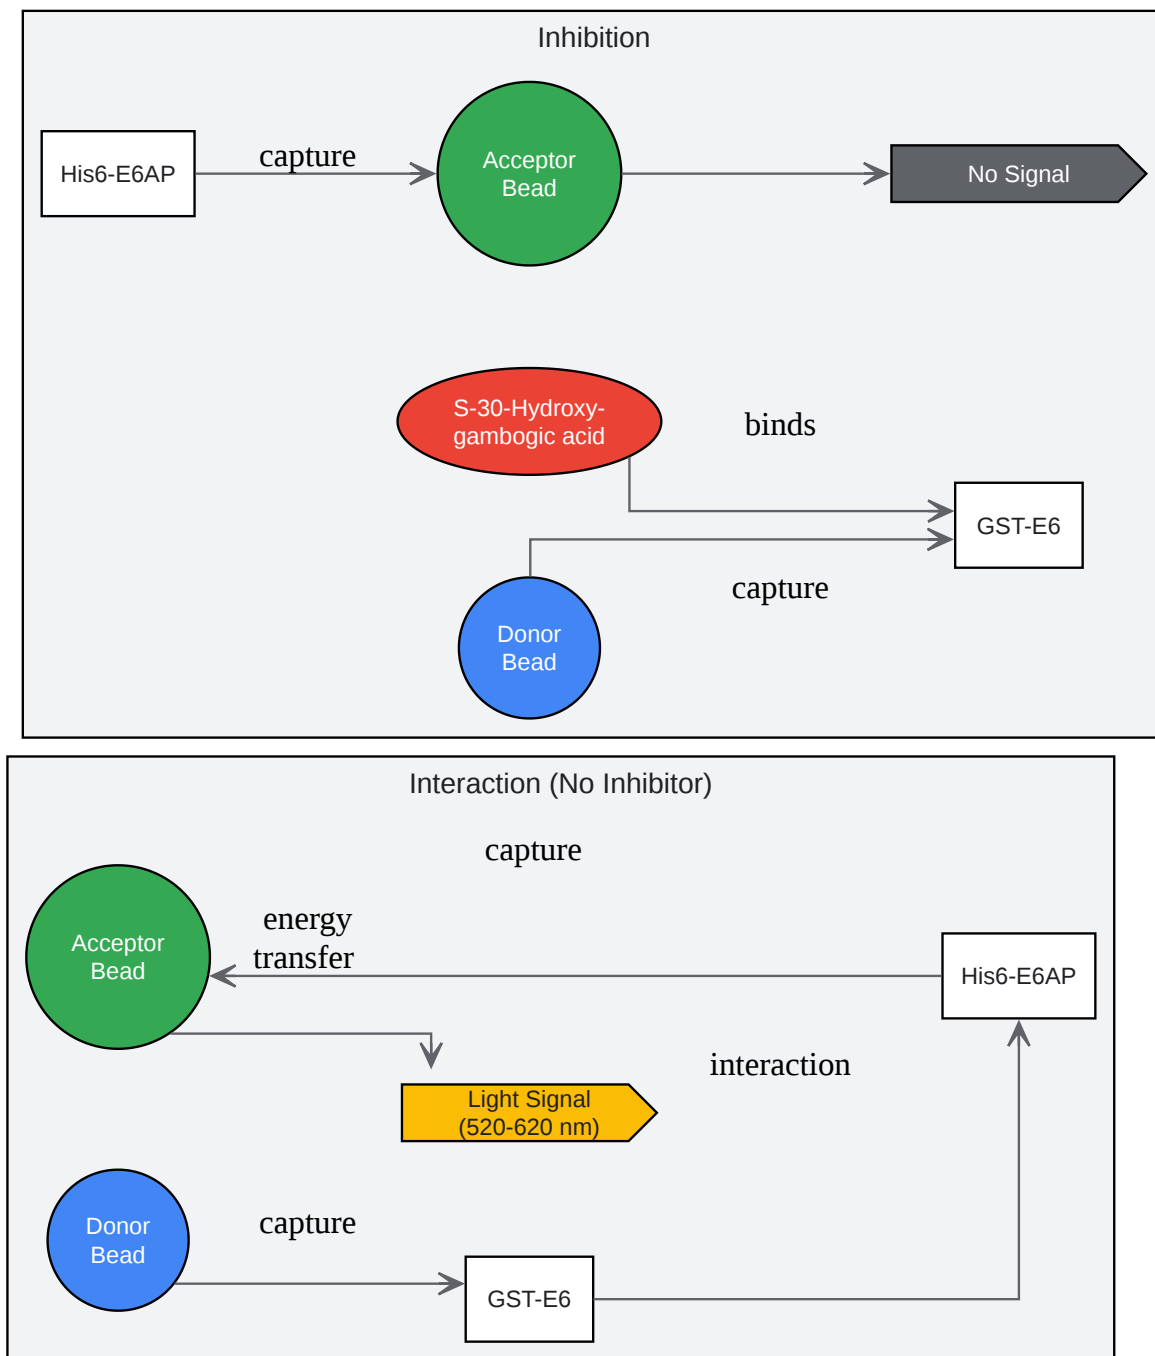 Inhibition
His6-E6AP
capture
Acceptor
Bead
No Signal
S-30-Hydroxy-
gambogic acid
binds
GST-E6
capture
Donor
Bead
Interaction (No Inhibitor)
capture
energy
transfer
Acceptor
Bead
His6-E6AP
interaction
Light Signal
(520-620 nm)
Donor
Bead
capture
GST-E6